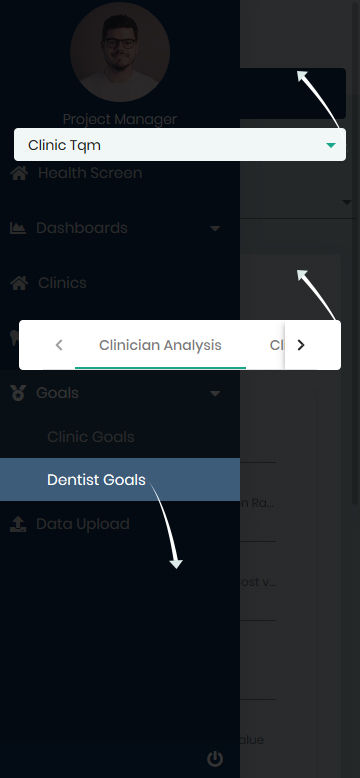 Project Manager
Clinic Tqm
Health Screen
Dashboards
Clinics
Clinician Analysis
Cl
Goals
Clinic Goals
Dentist Goals
n Ra...
Data Upload
ost v...
olue